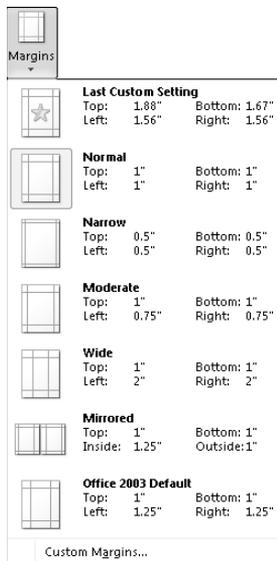 Margins
Last Custom Setting
Top: 1.88" Bottom: 1.67"
Left: 1.56" Right: 1.56"
Normal
Top: 1" Bottom: 1"
Left: 1" Right: 1"
Narrow
Top: 0.5" Bottom: 0.5"
Left: 0.5" Right: 0.5"
Moderate
Top: 1" Bottom: 1"
Left: 0.75" Right: 0.75"
Wide
Top: 1" Bottom: 1"
Left: 2" Right: 2"
Mirrored
Top: 1" Bottom: 1"
Inside: 1.25" Outside:1"
Office 2003 Default
Top: 1" Bottom: 1"
Left: 1.25" Right: 1.25"
Custom Margins...